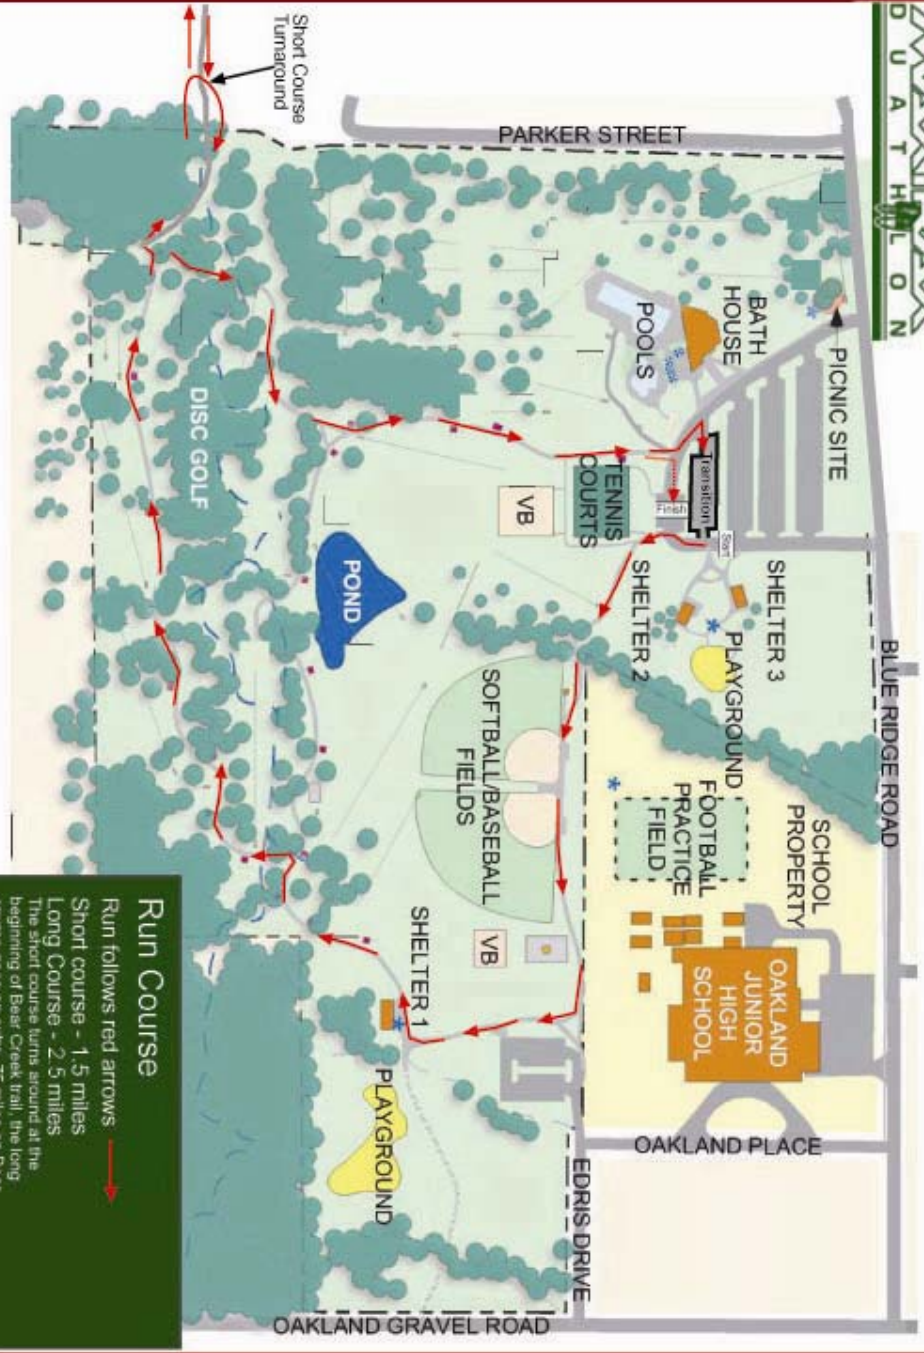 DUATHLON
Short Course
Turnaround
PARKER STREET
PICNIC SITE
BATH
HOUSE
POOLS
Transition
Finish
Start
TENNIS
COURTS
VB
DISC GOLF
POND
SHELTER 3
SHELTER 2
PLAYGROUND
BLUE RIDGE ROAD
SOFTBALL/BASEBALL
FIELDS
FOOTBALL
PRACTICE
FIELD
SCHOOL
PROPERTY
OAKLAND
JUNIOR
HIGH
SCHOOL
VB
SHELTER 1
PLAYGROUND
OAKLAND PLACE
EDRIS DRIVE
OAKLAND GRAVEL ROAD
Run Course
Run follows red arrows
Short course - 1.5 miles
Long Course - 2.5 miles
The short course turns around at the
beginning of Bear Creek trail, the long